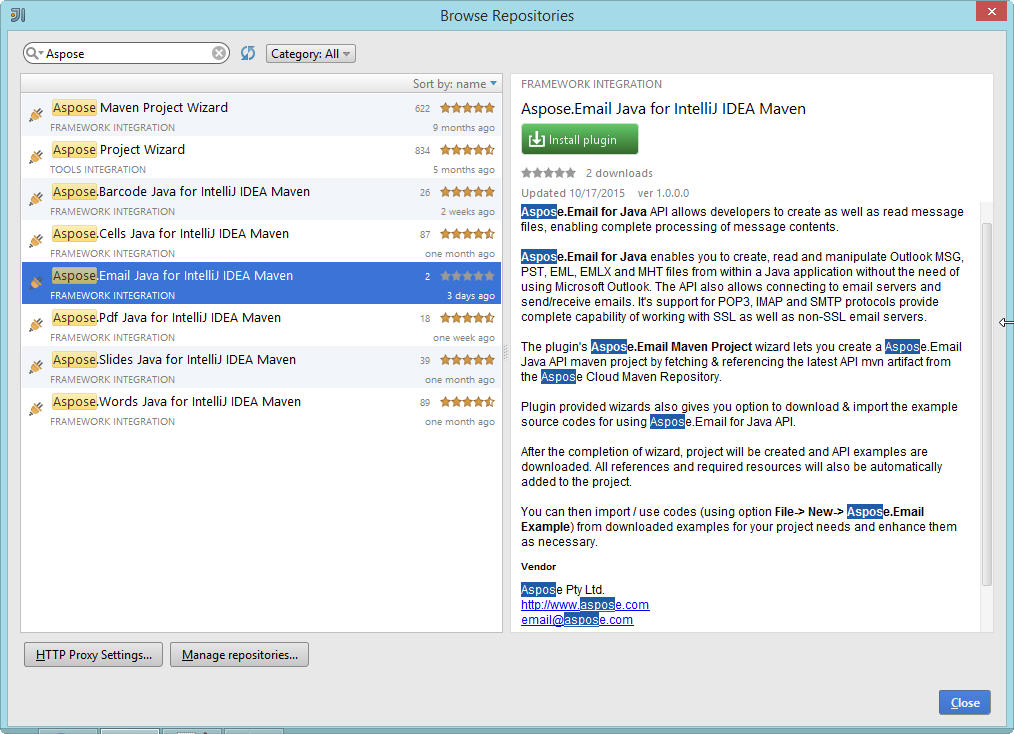 Browse Repositories
Aspose
Category: All
Sort by: name
Aspose Maven Project Wizard 622
FRAMEWORK INTEGRATION 9 months ago
Aspose Project Wizard 834
TOOLS INTEGRATION 5 months ago
Aspose.Barcode Java for IntelliJ IDEA Maven 26
FRAMEWORK INTEGRATION 2 weeks ago
Aspose.Cells Java for IntelliJ IDEA Maven 87
FRAMEWORK INTEGRATION one month ago
Aspose.Email Java for IntelliJ IDEA Maven 2
FRAMEWORK INTEGRATION 3 days ago
Aspose.Pdf Java for IntelliJ IDEA Maven 18
FRAMEWORK INTEGRATION one week ago
Aspose.Slides Java for IntelliJ IDEA Maven 39
FRAMEWORK INTEGRATION one month ago
Aspose.Words Java for IntelliJ IDEA Maven 89
FRAMEWORK INTEGRATION one month ago
FRAMEWORK INTEGRATION
Aspose.Email Java for IntelliJ IDEA Maven
Install plugin
2 downloads
Updated 10/17/2015 ver 1.0.0.0
Aspose.Email for Java API allows developers to create as well as read message
files, enabling complete processing of message contents.
Aspose.Email for Java enables you to create, read and manipulate Outlook MSG,
PST, EML, EMLX and MHT files from within a Java application without the need of
using Microsoft Outlook. The API also allows connecting to email servers and
send/receive emails. It's support for POP3, IMAP and SMTP protocols provide
complete capability of working with SSL as well as non-SSL email servers.
The plugin's Aspose.Email Maven Project wizard lets you create a Aspose.Email
Java API maven project by fetching & referencing the latest API mvn artifact from
the Aspose Cloud Maven Repository.
Plugin provided wizards also gives you option to download & import the example
source codes for using Aspose.Email for Java API.
After the completion of wizard, project will be created and API examples are
downloaded. All references and required resources will also be automatically
added to the project.
You can then import / use codes (using option File-> New-> Aspose.Email
Example) from downloaded examples for your project needs and enhance them
as necessary.
Vendor
Aspose Pty Ltd.
http://www.aspose.com
email@aspose.com
HTTP Proxy Settings...
Manage repositories...
Close